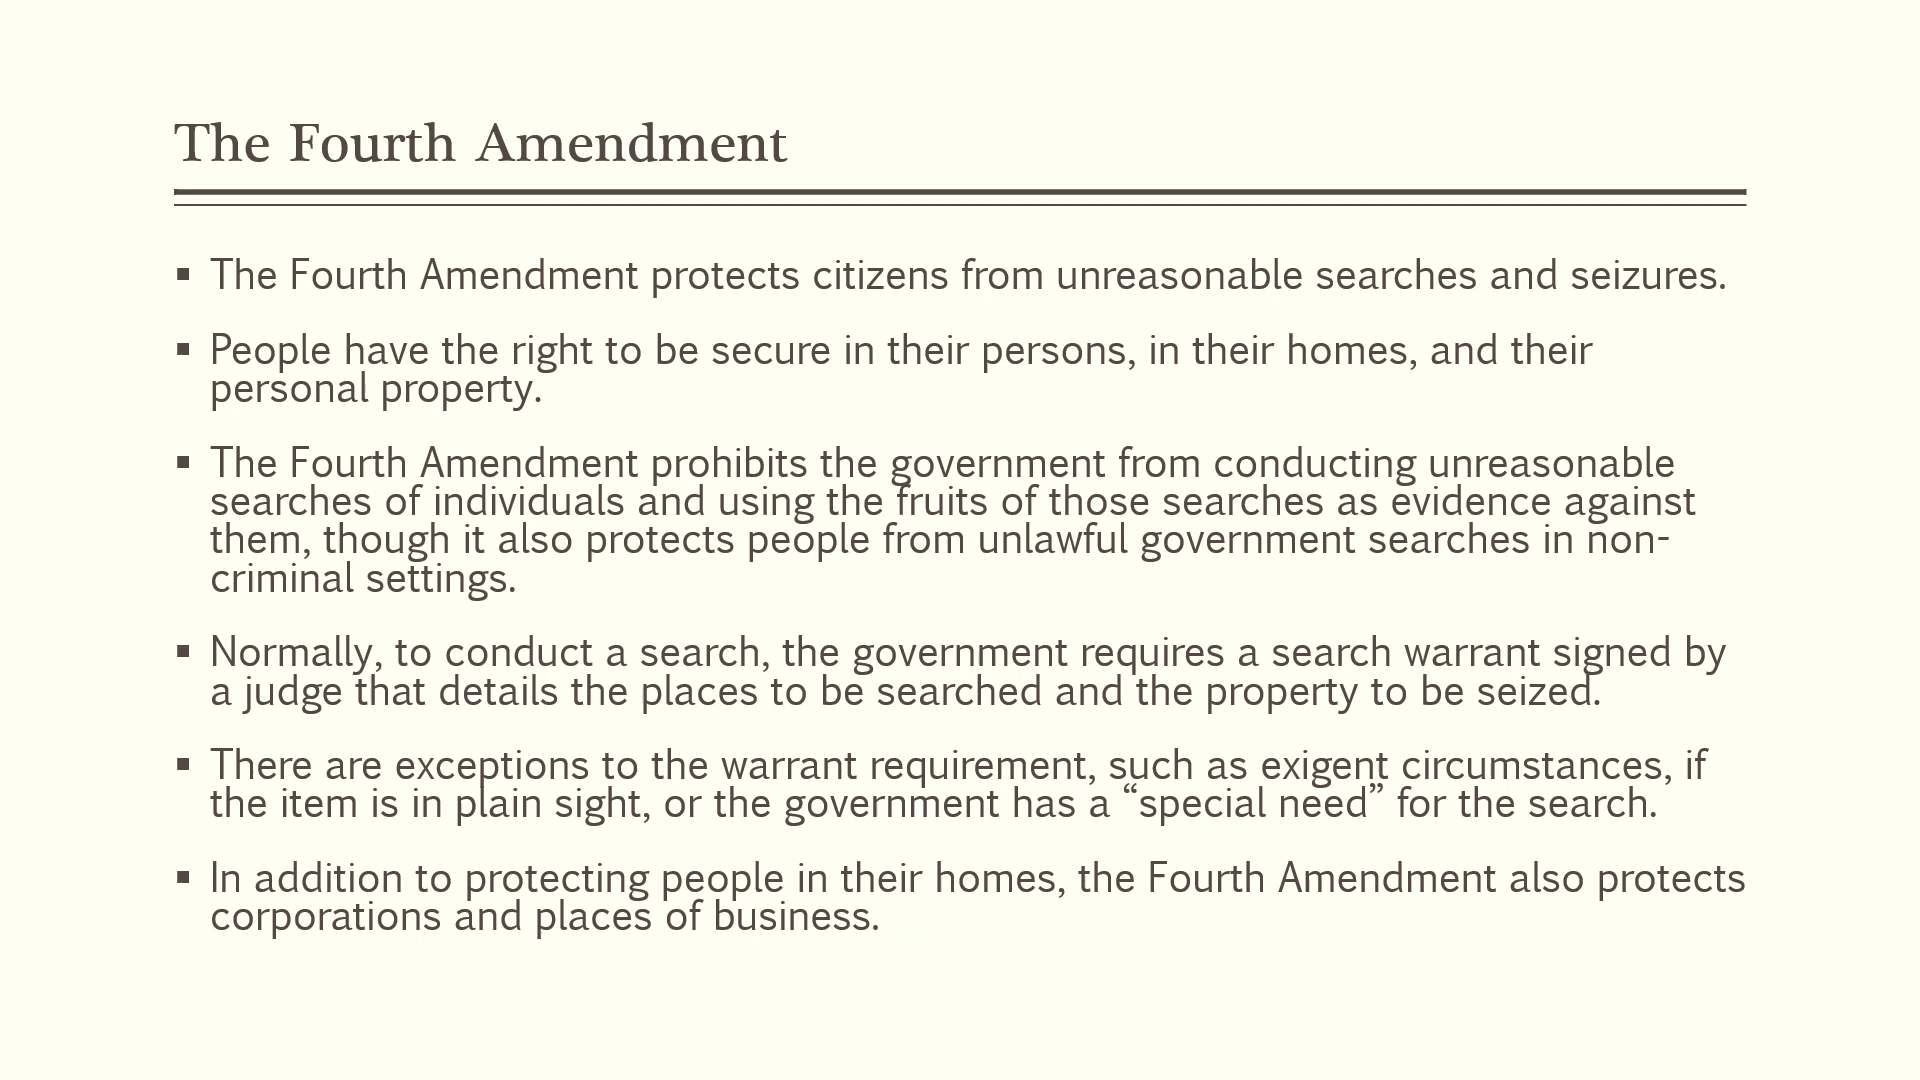 The Fourth Amendment
▪ The Fourth Amendment protects citizens from unreasonable searches and seizures.
▪ People have the right to be secure in their persons, in their homes, and their
personal property.
▪ The Fourth Amendment prohibits the government from conducting unreasonable
searches of individuals and using the fruits of those searches as evidence against
them, though it also protects people from unlawful government searches in non-
criminal settings.
▪ Normally, to conduct a search, the government requires a search warrant signed by
a judge that details the places to be searched and the property to be seized.
▪ There are exceptions to the warrant requirement, such as exigent circumstances, if
the item is in plain sight, or the government has a “special need” for the search.
▪ In addition to protecting people in their homes, the Fourth Amendment also protects
corporations and places of business.